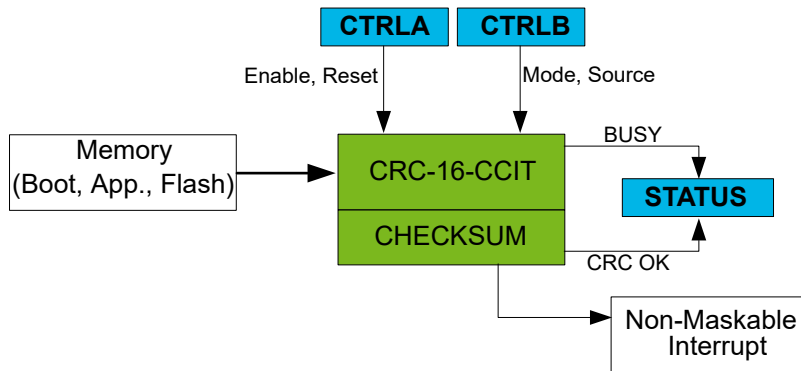 CTRLA
CTRLB
Enable, Reset
Mode, Source
Memory
(Boot, App., Flash)
CRC-16-CCIT
BUSY
STATUS
CHECKSUM
CRC OK
Non-Maskable
Interrupt